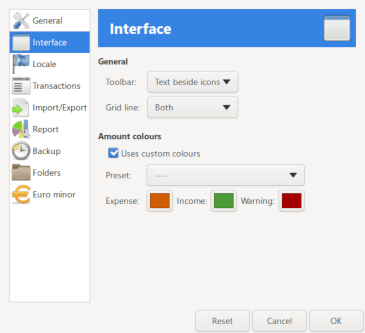 General
Interface
Locale
Transactions
Import/Export
Report
Backup
Folders
Euro minor
Interface
General
Toolbar: Text beside icons
Grid line: Both
Amount colours
Uses custom colours
Preset: ----
Expense: Income: Warning:
Reset Cancel OK